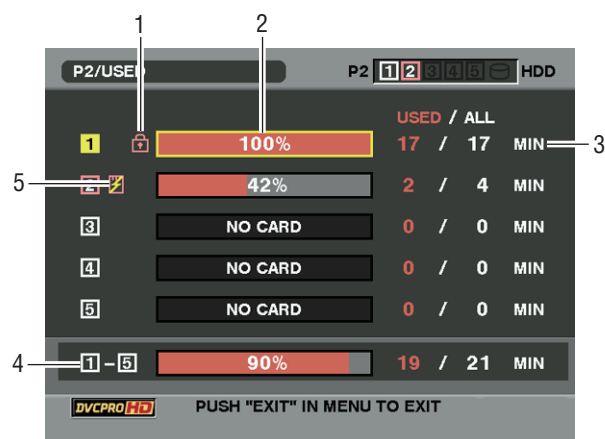 1 2
P2/USED P2 1 2 3 4 5 HDD
USED / ALL
1 100% 17 / 17 MIN 3
5 2 42% 2 / 4 MIN
3 NO CARD 0 / 0 MIN
4 NO CARD 0 / 0 MIN
5 NO CARD 0 / 0 MIN
4 1 - 5 90% 19 / 21 MIN
DVCPRO HD PUSH "EXIT" IN MENU TO EXIT